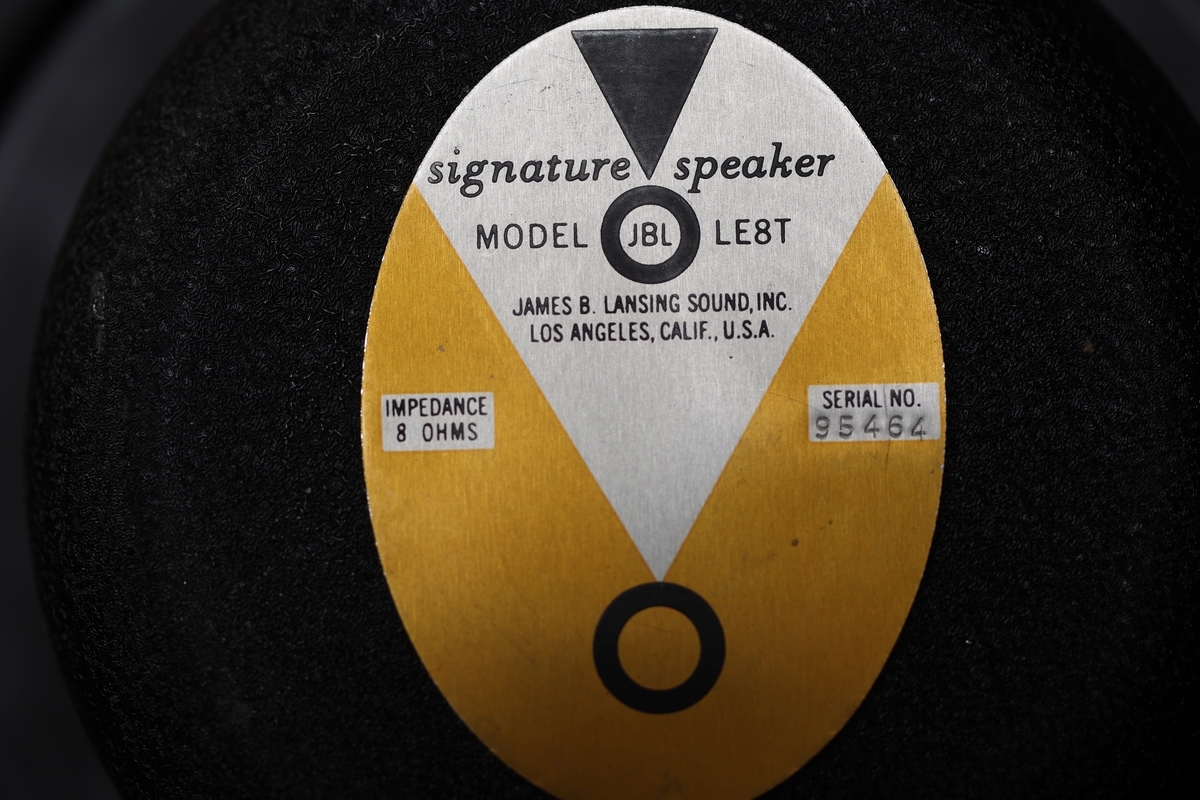 signature speaker
MODEL JBL LE8T
JAMES B. LANSING SOUND, INC.
LOS ANGELES, CALIF., U.S.A.
IMPEDANCE
8 OHMS
SERIAL NO.
95464